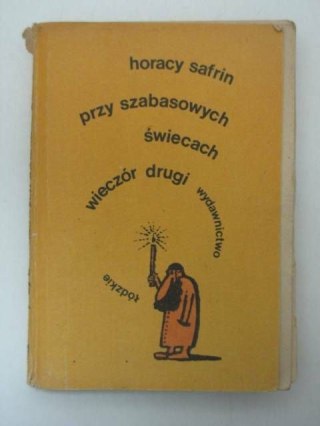 horacy safrin
przy szabasowych
świecach
wieczór drugi
wydawnictwo
łódzkie